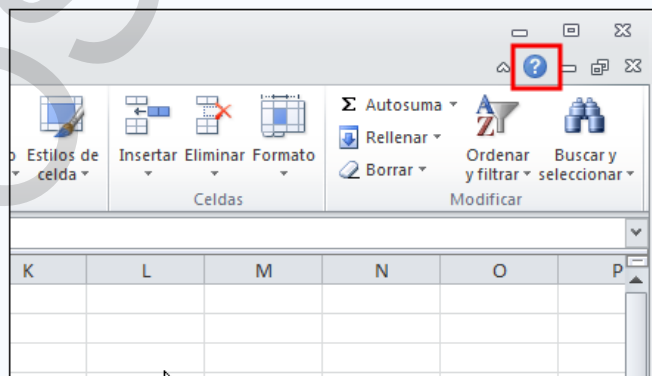 ?
Σ Autosuma
Estilos de celda
Insertar Eliminar Formato
Rellenar
Borrar
Ordenar y filtrar
Buscar y seleccionar
Celdas
Modificar
K L M N O P